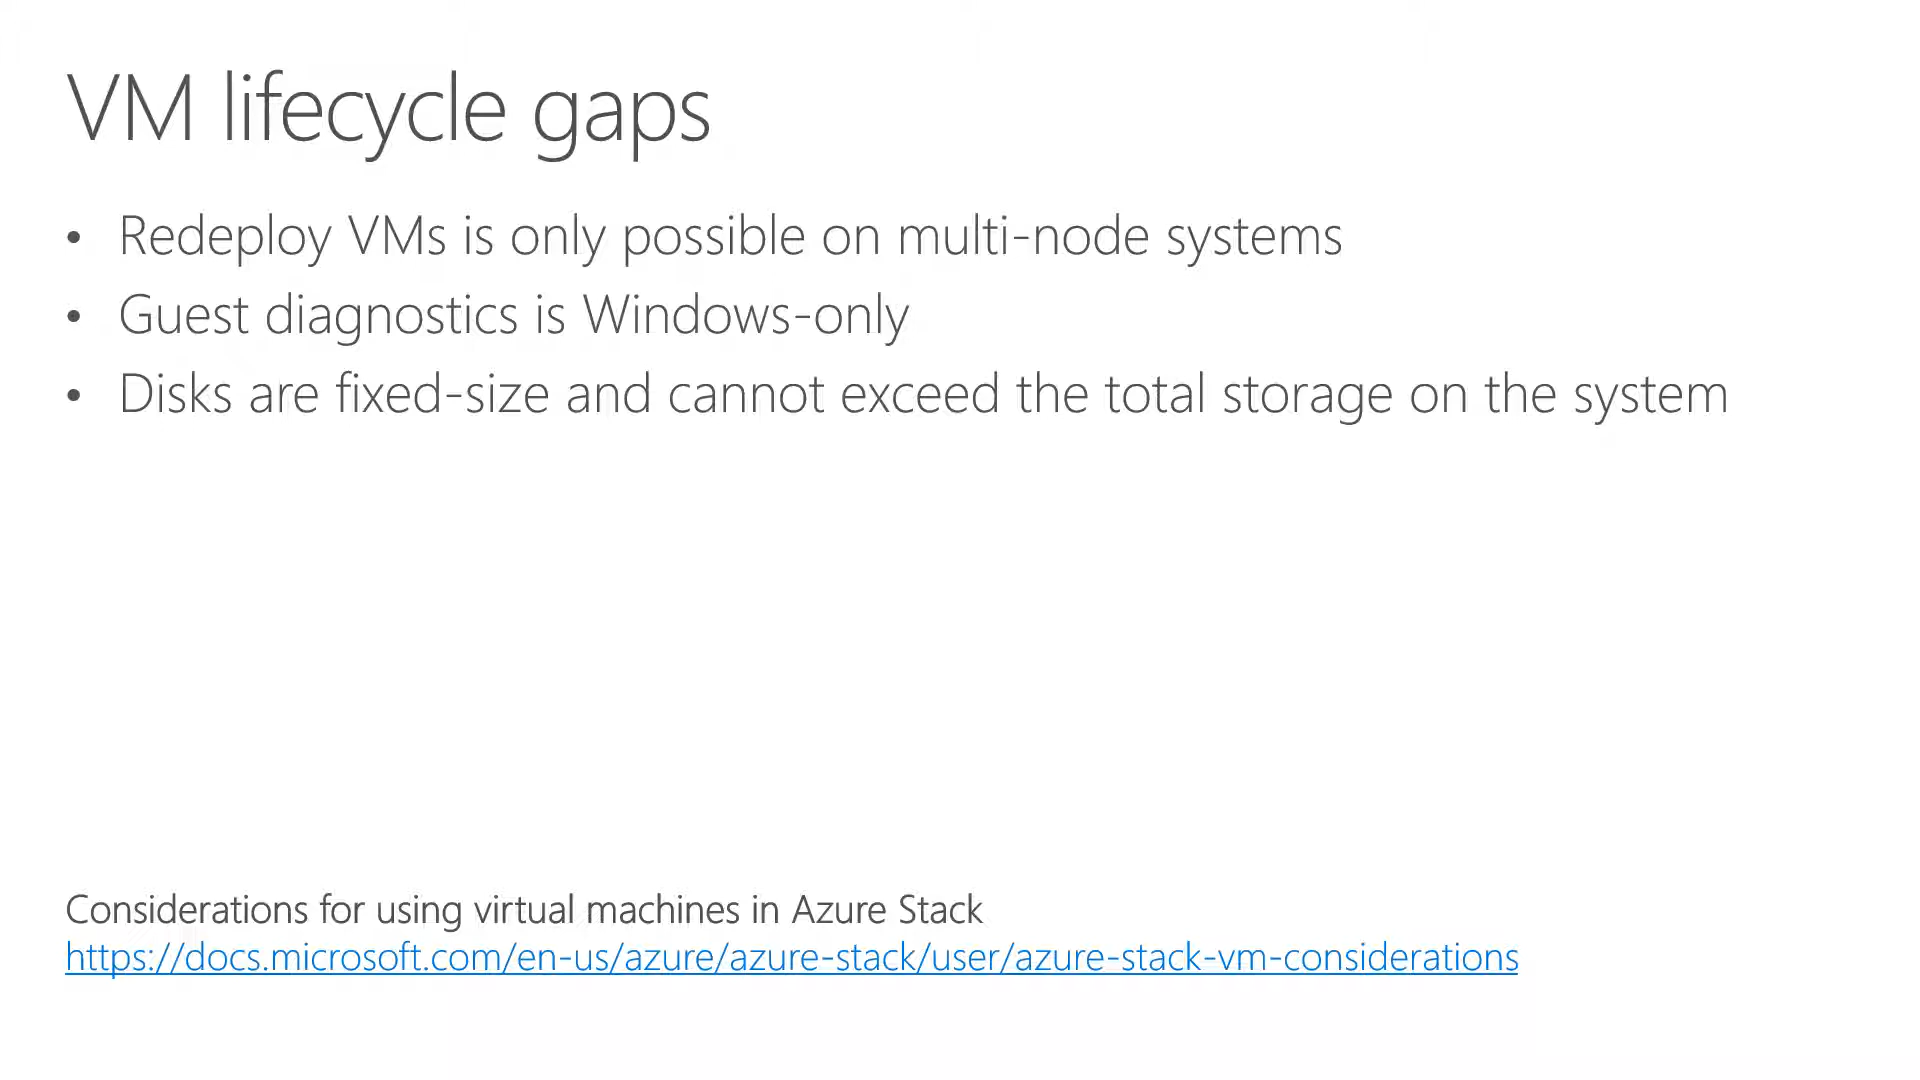 VM lifecycle gaps
• Redeploy VMs is only possible on multi-node systems
• Guest diagnostics is Windows-only
• Disks are fixed-size and cannot exceed the total storage on the system
Considerations for using virtual machines in Azure Stack
https://docs.microsoft.com/en-us/azure/azure-stack/user/azure-stack-vm-considerations